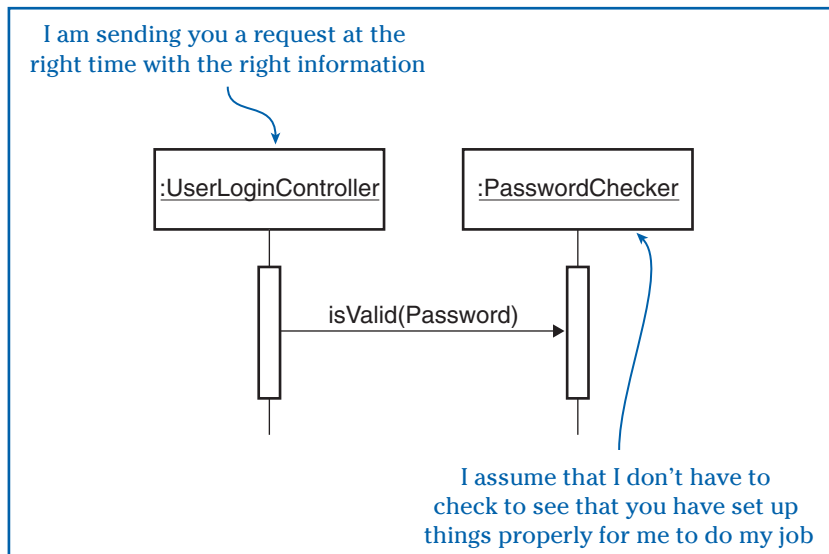 I am sending you a request at the
right time with the right information
:UserLoginController
:PasswordChecker
isValid(Password)
I assume that I don't have to
check to see that you have set up
things properly for me to do my job